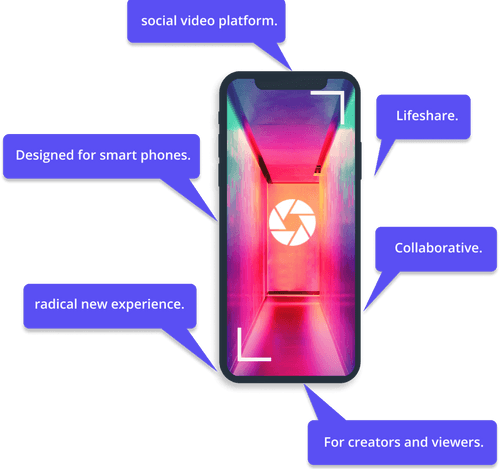 social video platform.
Lifeshare.
Designed for smart phones.
Collaborative.
radical new experience.
For creators and viewers.